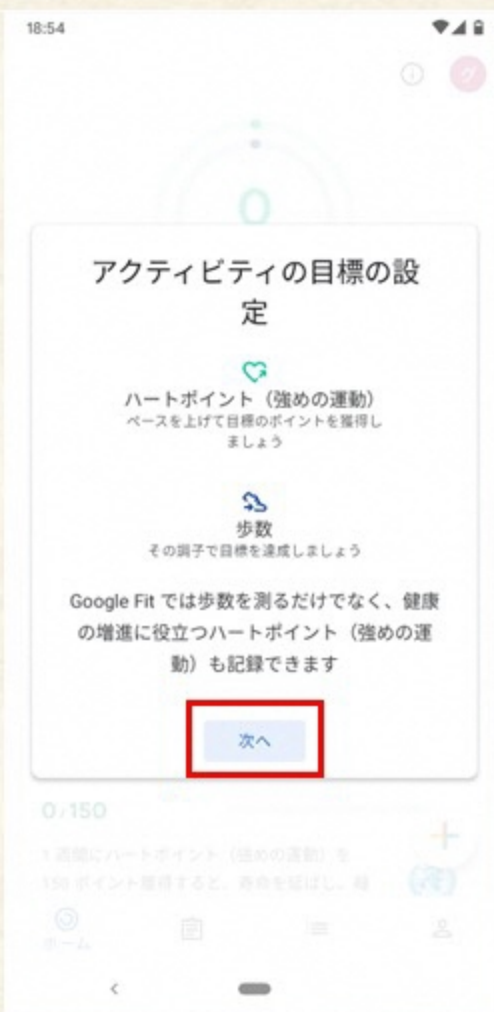 18:54
グ
0
アクティビティの目標の設
定
ハートポイント（強めの運動）
ペースを上げて目標のポイントを獲得し
ましょう
歩数
その調子で目標を達成しましょう
Google Fit では歩数を測るだけでなく、健康
の増進に役立つハートポイント（強めの運
動）も記録できます
次へ
0/150
1 週間にハートポイント（強めの運動）を
150 ポイント獲得すると、寿命を延ばし、睡
ホーム